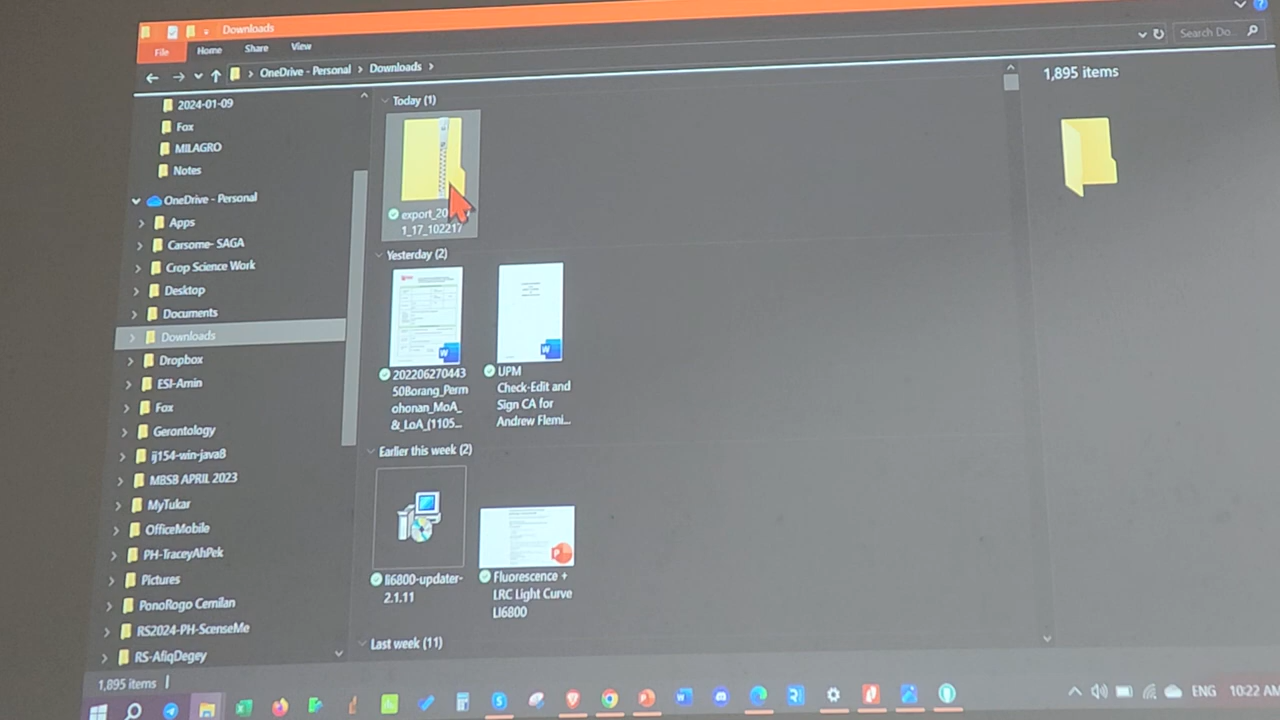 Downloads
File Home Share View
OneDrive - Personal > Downloads >
Search Do...
2024-01-09
Fox
MILAGRO
Notes
OneDrive - Personal
Apps
Carsome- SAGA
Crop Science Work
Desktop
Documents
Downloads
Dropbox
ESI-Amin
Fox
Gerontology
ij154-win-java8
MBSB APRIL 2023
MyTukar
OfficeMobile
PH-TraceyAhPek
Pictures
PonoRogo Cemilan
RS2024-PH-ScenseMe
RS-AfiqDegey
Today (1)
export_20
1_17_102217
Yesterday (2)
202206270443
50Borang_Perm
ohonan_MoA_
&_LoA_(1105...
UPM
Check-Edit and
Sign CA for
Andrew Flemi...
Earlier this week (2)
li6800-updater-
2.1.11
Fluorescence +
LRC Light Curve
LI6800
Last week (11)
1,895 items
1,895 items
ENG 10:22 AM